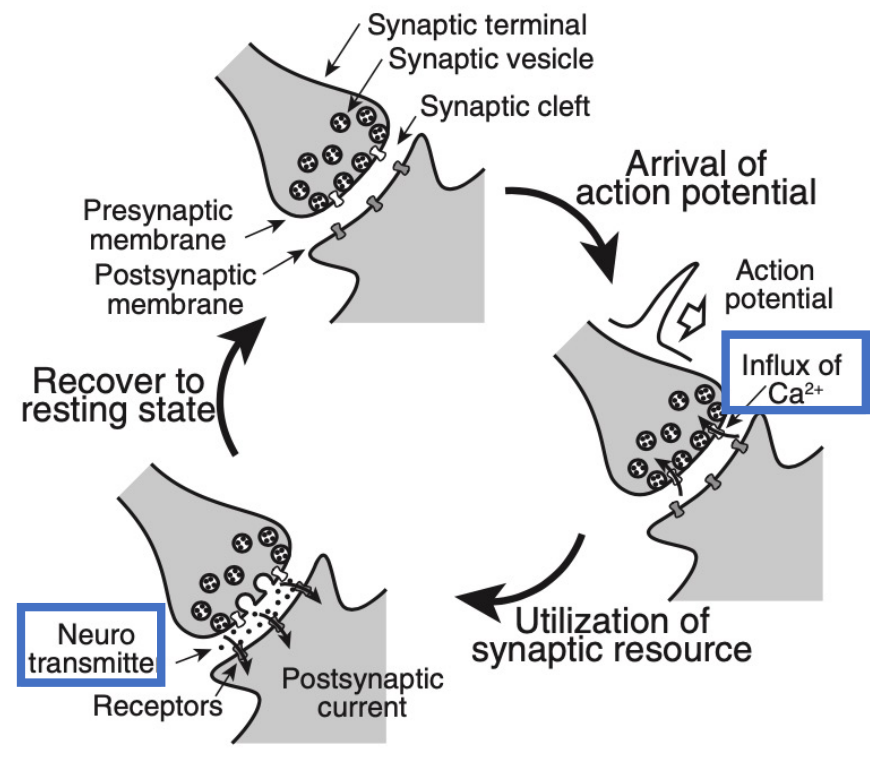 Synaptic terminal
Synaptic vesicle
Synaptic cleft
Presynaptic
membrane
Postsynaptic
membrane
Arrival of
action potential
Action
potential
Influx of
Ca²⁺
Utilization of
synaptic resource
Neuro
transmitter
Receptors
Postsynaptic
current
Recover to
resting state